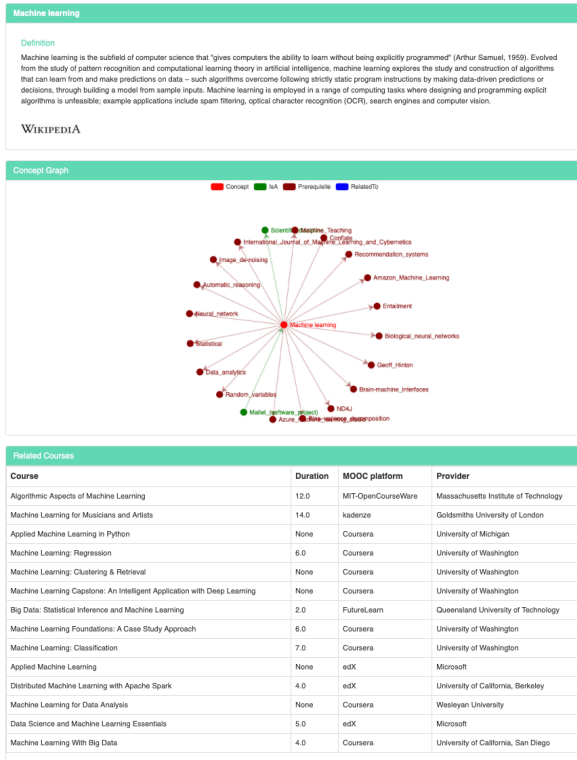 Machine learning
Definition
Machine learning is the subfield of computer science that "gives computers the ability to learn without being explicitly programmed" (Arthur Samuel, 1959). Evolved
from the study of pattern recognition and computational learning theory in artificial intelligence, machine learning explores the study and construction of algorithms
that can learn from and make predictions on data – such algorithms overcome following strictly static program instructions by making data-driven predictions or
decisions, through building a model from sample inputs. Machine learning is employed in a range of computing tasks where designing and programming explicit
algorithms is unfeasible; example applications include spam filtering, optical character recognition (OCR), search engines and computer vision.
WIKIPEDIA
Concept Graph
Concept IsA Prerequisite RelatedTo
Machine_Teaching
International_Journal_of_Machine_Learning_and_Cybernetics
Recommendation_systems
Image_de-noising
Amazon_Machine_Learning
Automatic_reasoning
Entailment
Neural_network
Machine learning
Biological_neural_networks
Statistical
Geoff_Hinton
Data_analytics
Brain-machine_interfaces
Random_variables
ND4J
Mallet_(software_project)
Course Duration MOOC platform Provider
Related Courses
Algorithmic Aspects of Machine Learning 12.0 MIT-OpenCourseWare Massachusetts Institute of Technology
Machine Learning for Musicians and Artists 14.0 kadenze Goldsmiths University of London
Applied Machine Learning in Python None Coursera University of Michigan
Machine Learning: Regression 6.0 Coursera University of Washington
Machine Learning: Clustering & Retrieval None Coursera University of Washington
Machine Learning Capstone: An Intelligent Application with Deep Learning None Coursera University of Washington
Big Data: Statistical Inference and Machine Learning 2.0 FutureLearn Queensland University of Technology
Machine Learning Foundations: A Case Study Approach 6.0 Coursera University of Washington
Machine Learning: Classification 7.0 Coursera University of Washington
Applied Machine Learning None edX Microsoft
Distributed Machine Learning with Apache Spark 4.0 edX University of California, Berkeley
Machine Learning for Data Analysis None Coursera Wesleyan University
Data Science and Machine Learning Essentials 5.0 edX Microsoft
Machine Learning With Big Data 4.0 Coursera University of California, San Diego